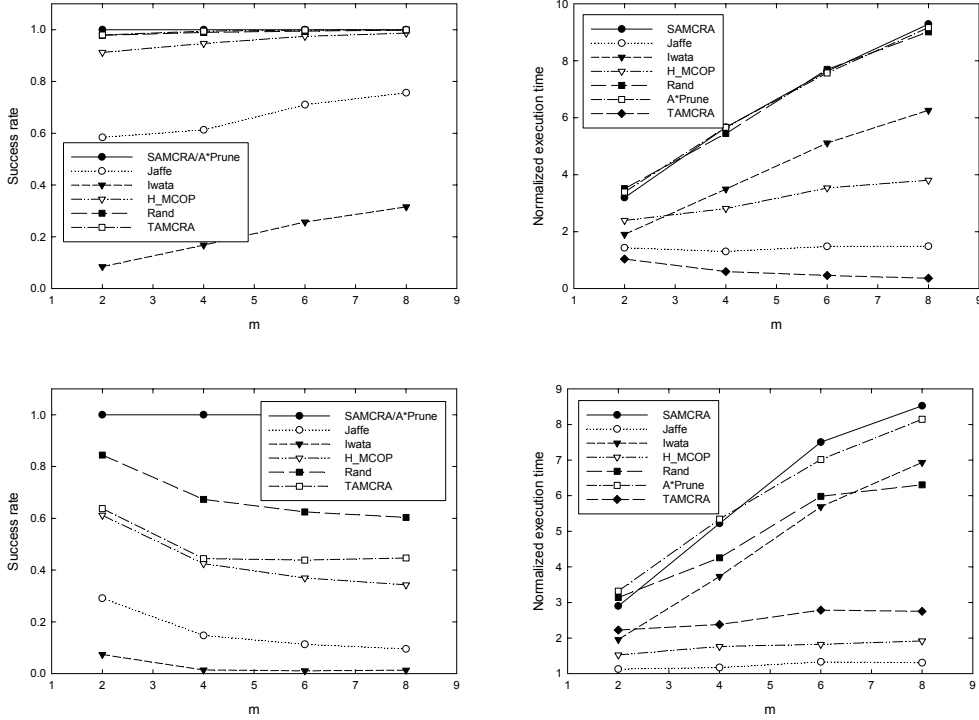 Success rate
1.0
0.8
0.6
0.4
0.2
0.0
SAMCRA/A*Prune
Jaffe
Iwata
H_MCOP
Rand
TAMCRA
1 2 3 4 5 6 7 8 9
m
Normalized execution time
10
8
6
4
2
0
SAMCRA
Jaffe
Iwata
H_MCOP
Rand
A*Prune
TAMCRA
1 2 3 4 5 6 7 8 9
m
Success rate
1.0
0.8
0.6
0.4
0.2
0.0
SAMCRA/A*Prune
Jaffe
Iwata
H_MCOP
Rand
TAMCRA
1 2 3 4 5 6 7 8 9
m
Normalized execution time
9
8
7
6
5
4
3
2
1
SAMCRA
Jaffe
Iwata
H_MCOP
Rand
A*Prune
TAMCRA
1 2 3 4 5 6 7 8 9
m